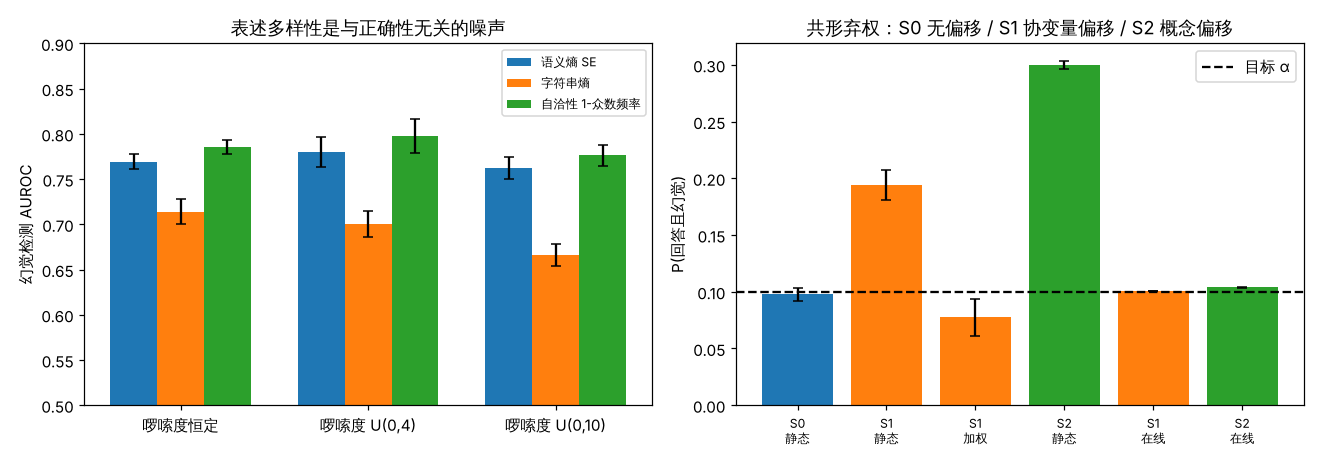 表述多样性是与正确性无关的噪声
幻觉检测 AUROC
0.90
0.85
0.80
0.75
0.70
0.65
0.60
0.55
0.50
语义熵 SE
字符串熵
自洽性 1-众数频率
啰嗦度恒定
啰嗦度 U(0,4)
啰嗦度 U(0,10)
共形弃权：S0 无偏移 / S1 协变量偏移 / S2 概念偏移
P(回答且幻觉)
0.30
0.25
0.20
0.15
0.10
0.05
0.00
目标 α
S0
静态
S1
静态
S1
加权
S2
静态
S1
在线
S2
在线